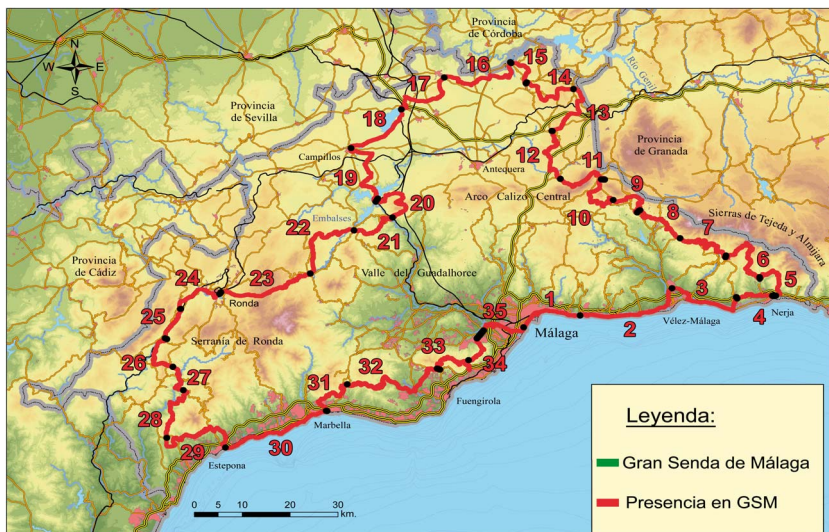 Provincia
de Córdoba
N
W
E
S
Provincia
de Sevilla
Río Genil
15
16
14
17
13
18
Provincia
de Granada
Campillos
12
Antequera
11
19
Arco Calizo Central
9
10
20
Embalses
8
Sierras de Tejeda y Almijara
22
21
7
Provincia
de Cádiz
Valle del Guadalhorce
6
24
23
5
Ronda
3
4
Nerja
25
1
Vélez-Málaga
35
Málaga
2
Serranía de Ronda
26
33
34
27
32
31
Fuengirola
28
Marbella
29
30
Estepona
Leyenda:
Gran Senda de Málaga
Presencia en GSM
0 5 10 20 30
km.